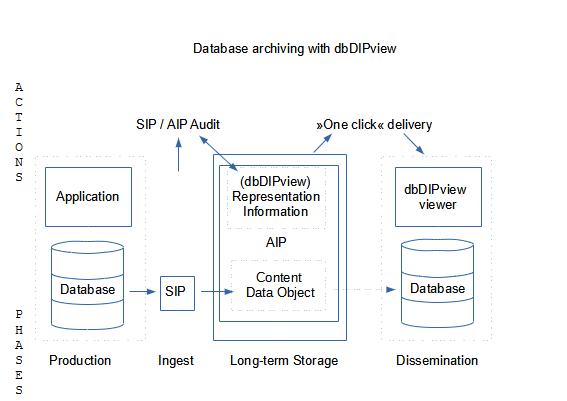 Database archiving with dbDIPview
ACTIONS
SIP / AIP Audit
»One click« delivery
Application
(dbDIPview)
Representation
Information
dbDIPview
viewer
AIP
Database
SIP
Content
Data Object
Database
PHASES
Production
Ingest
Long-term Storage
Dissemination